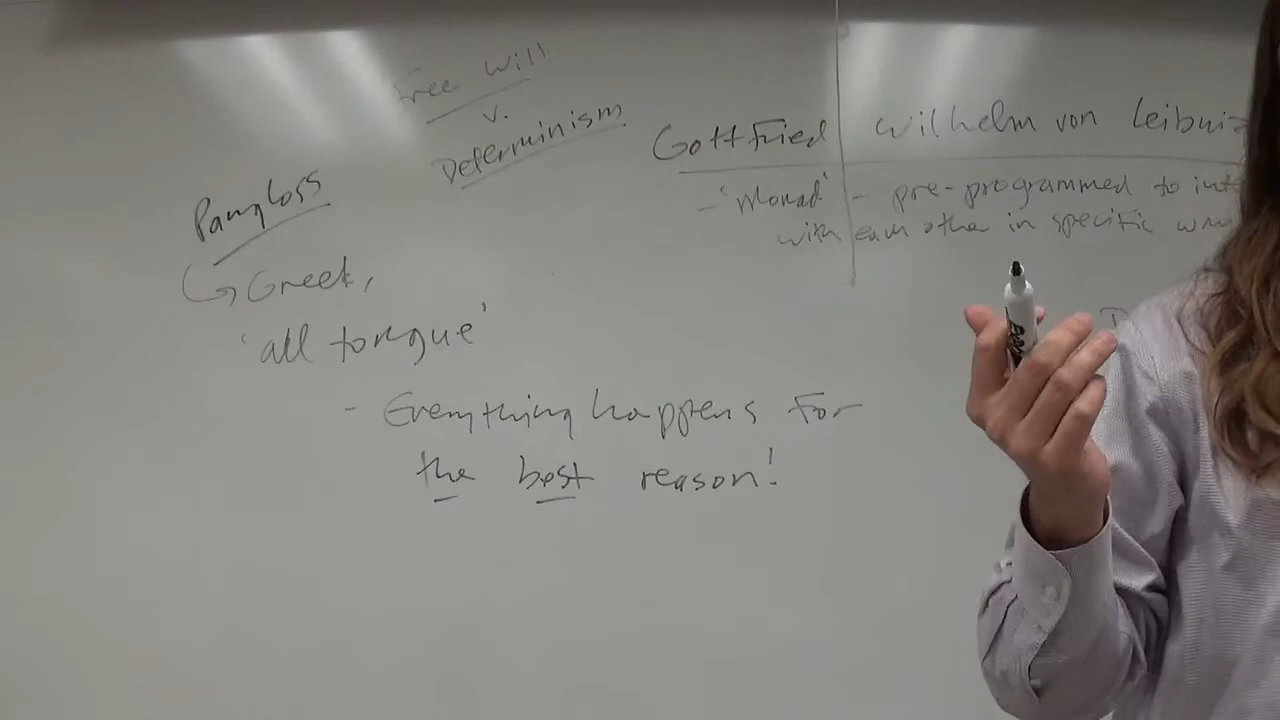 Free will
v.
Determinism
Gottfried Wilhelm von Leibniz
- 'Monad' - pre-programmed to
with each other in specific
Pangloss
↳ Greek,
'all tongue'
- Everything happens for
the best reason!